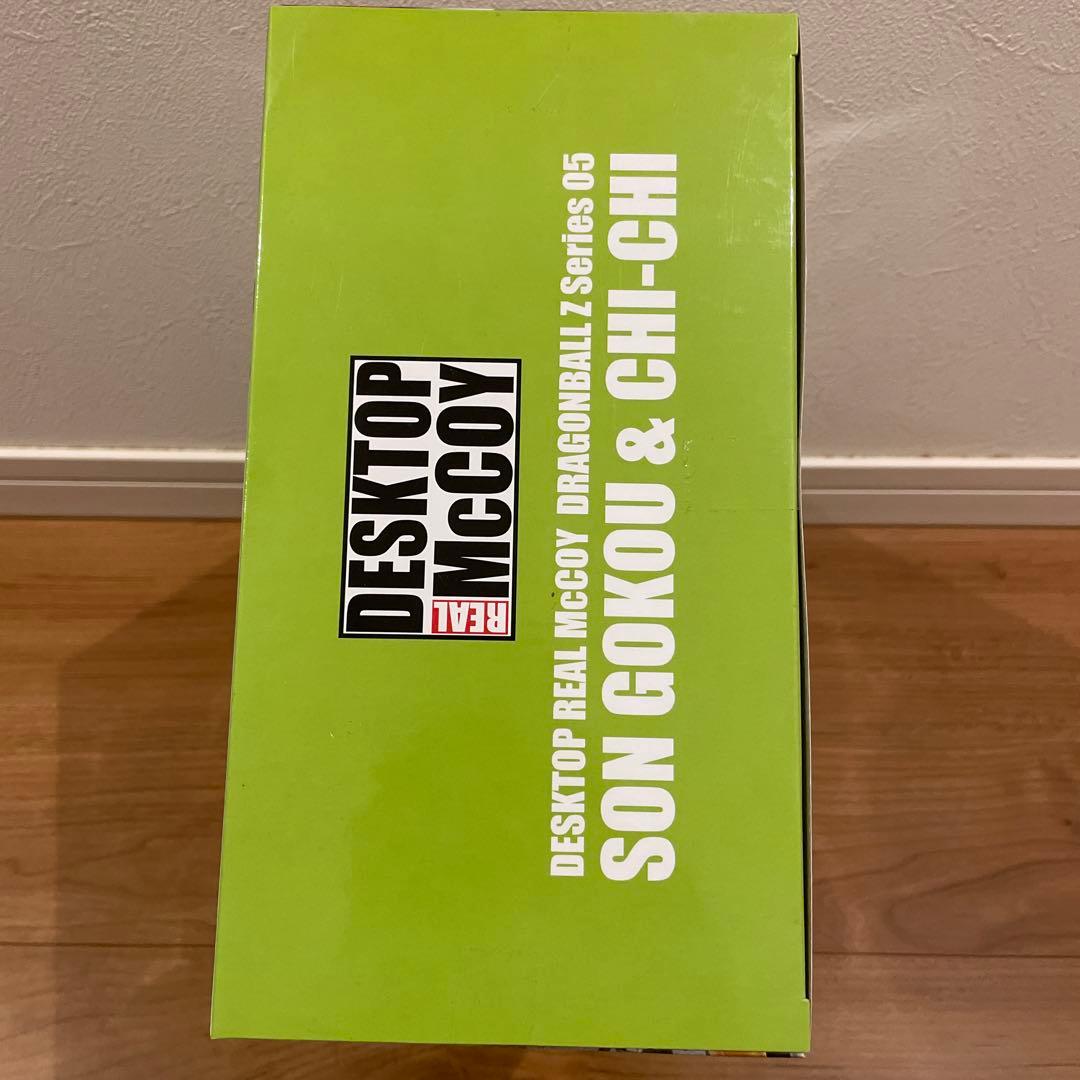 DESKTOP
REAL McCOY
DESKTOP REAL McCOY DRAGONBALL Z Series 05
SON GOKOU & CHI-CHI